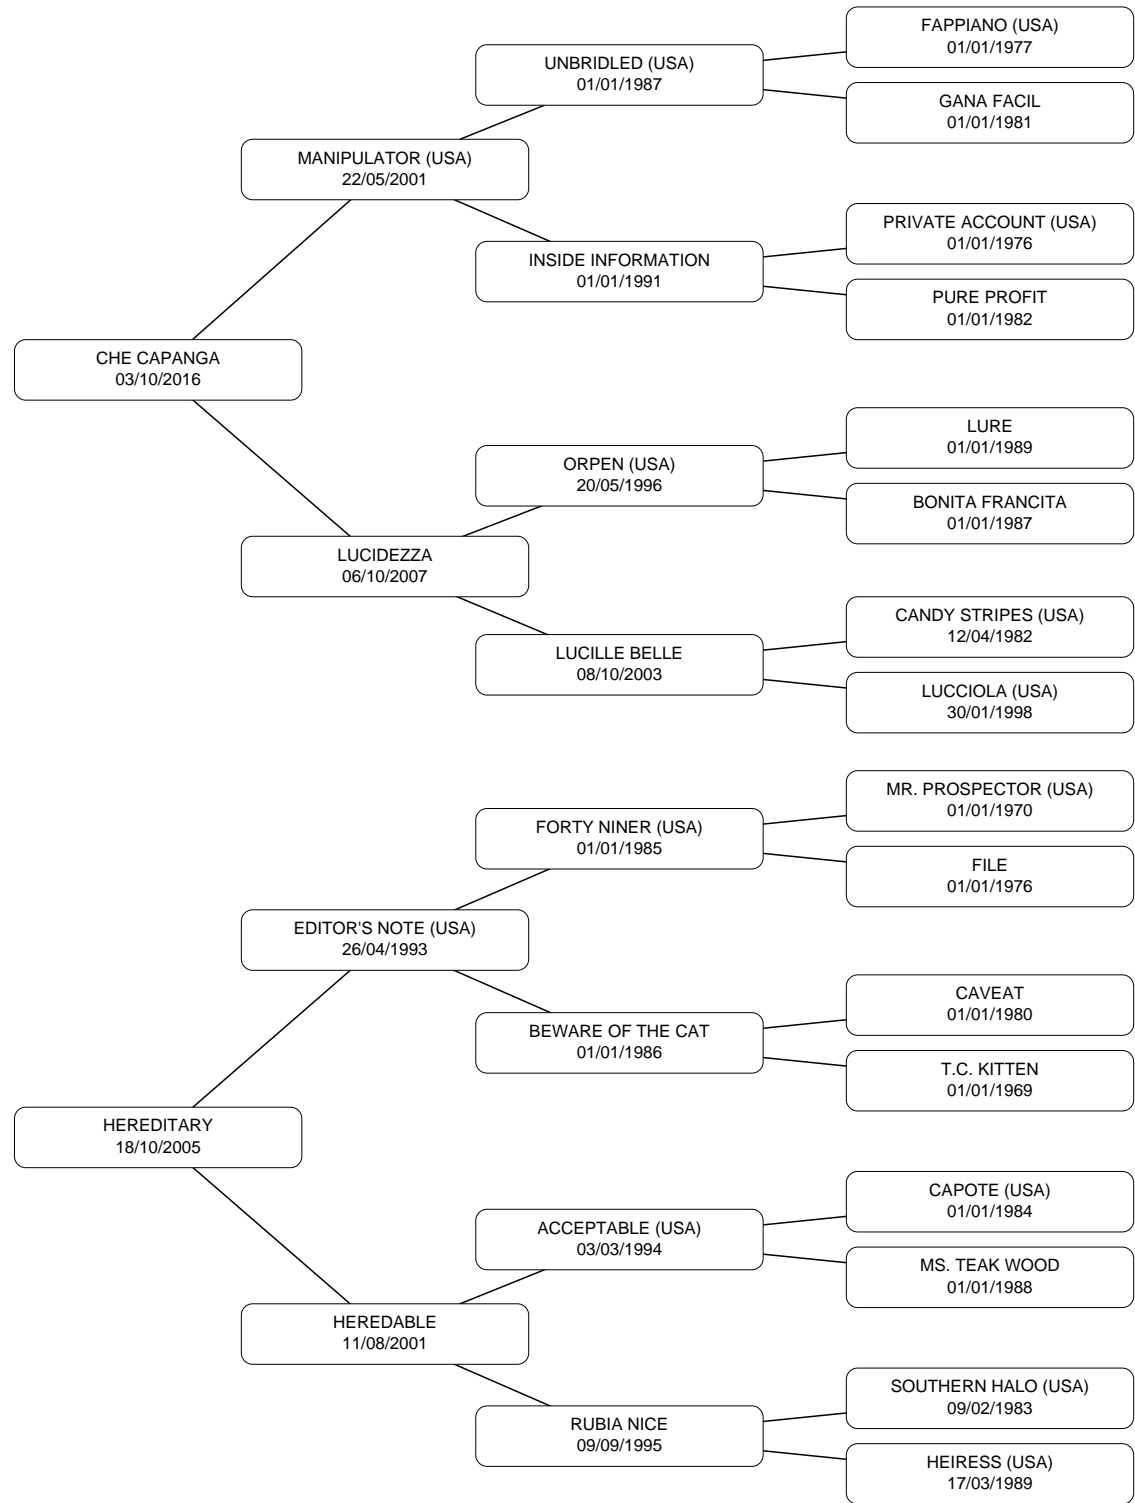 FAPPIANO (USA)
01/01/1977
UNBRIDLED (USA)
01/01/1987
GANA FACIL
01/01/1981
MANIPULATOR (USA)
22/05/2001
PRIVATE ACCOUNT (USA)
01/01/1976
INSIDE INFORMATION
01/01/1991
PURE PROFIT
01/01/1982
CHE CAPANGA
03/10/2016
LURE
01/01/1989
ORPEN (USA)
20/05/1996
BONITA FRANCITA
01/01/1987
LUCIDEZZA
06/10/2007
CANDY STRIPES (USA)
12/04/1982
LUCILLE BELLE
08/10/2003
LUCCIOLA (USA)
30/01/1998
MR. PROSPECTOR (USA)
01/01/1970
FORTY NINER (USA)
01/01/1985
FILE
01/01/1976
EDITOR'S NOTE (USA)
26/04/1993
CAVEAT
01/01/1980
BEWARE OF THE CAT
01/01/1986
T.C. KITTEN
01/01/1969
HEREDITARY
18/10/2005
CAPOTE (USA)
01/01/1984
ACCEPTABLE (USA)
03/03/1994
MS. TEAK WOOD
01/01/1988
HEREDABLE
11/08/2001
SOUTHERN HALO (USA)
09/02/1983
RUBIA NICE
09/09/1995
HEIRESS (USA)
17/03/1989